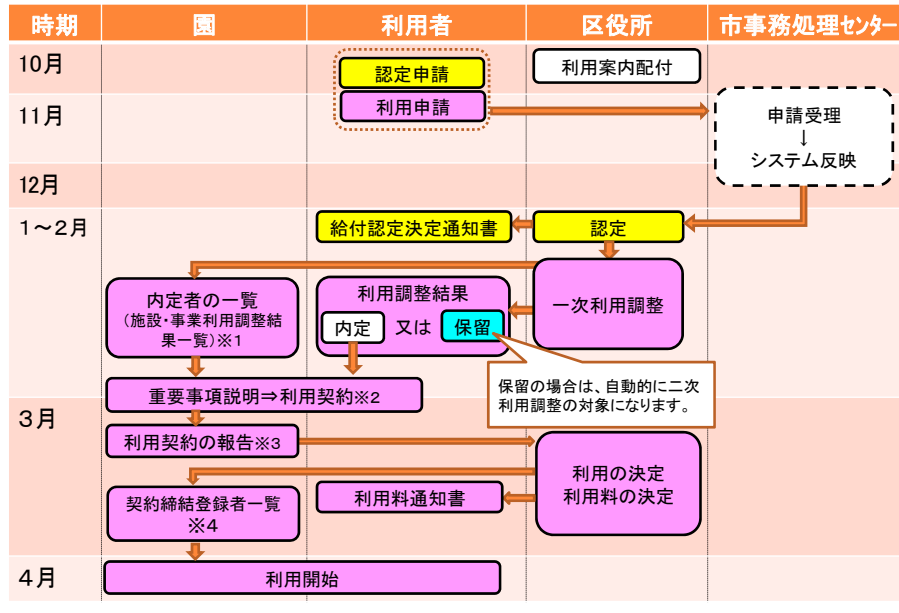 時期 園 利用者 区役所 市事務処理センター
10月
認定申請
利用案内配付
11月
利用申請
申請受理
↓
システム反映
12月
1~2月
給付認定決定通知書
認定
内定者の一覧
(施設・事業利用調整結
果一覧)※1
利用調整結果
内定 又は 保留
一次利用調整
保留の場合は、自動的に二次
利用調整の対象になります。
重要事項説明⇒利用契約※2
3月
利用契約の報告※3
利用の決定
利用料の決定
契約締結登録者一覧
※4
利用料通知書
4月
利用開始